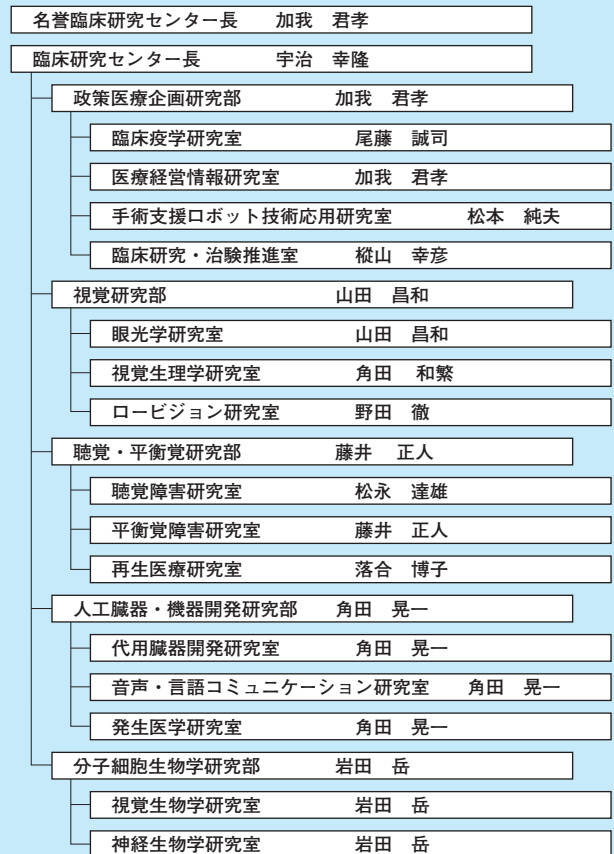 名誉臨床研究センター長　加我　君孝
臨床研究センター長　宇治　幸隆
政策医療企画研究部　加我　君孝
臨床疫学研究室　尾藤　誠司
医療経営情報研究室　加我　君孝
手術支援ロボット技術応用研究室　松本　純夫
臨床研究・治験推進室　樅山　幸彦
視覚研究部　山田　昌和
眼光学研究室　山田　昌和
視覚生理学研究室　角田　和繁
ロービジョン研究室　野田　徹
聴覚・平衡覚研究部　藤井　正人
聴覚障害研究室　松永　達雄
平衡覚障害研究室　藤井　正人
再生医療研究室　落合　博子
人工臓器・機器開発研究部　角田　晃一
代用臓器開発研究室　角田　晃一
音声・言語コミュニケーション研究室　角田　晃一
発生医学研究室　角田　晃一
分子細胞生物学研究部　岩田　岳
視覚生物学研究室　岩田　岳
神経生物学研究室　岩田　岳